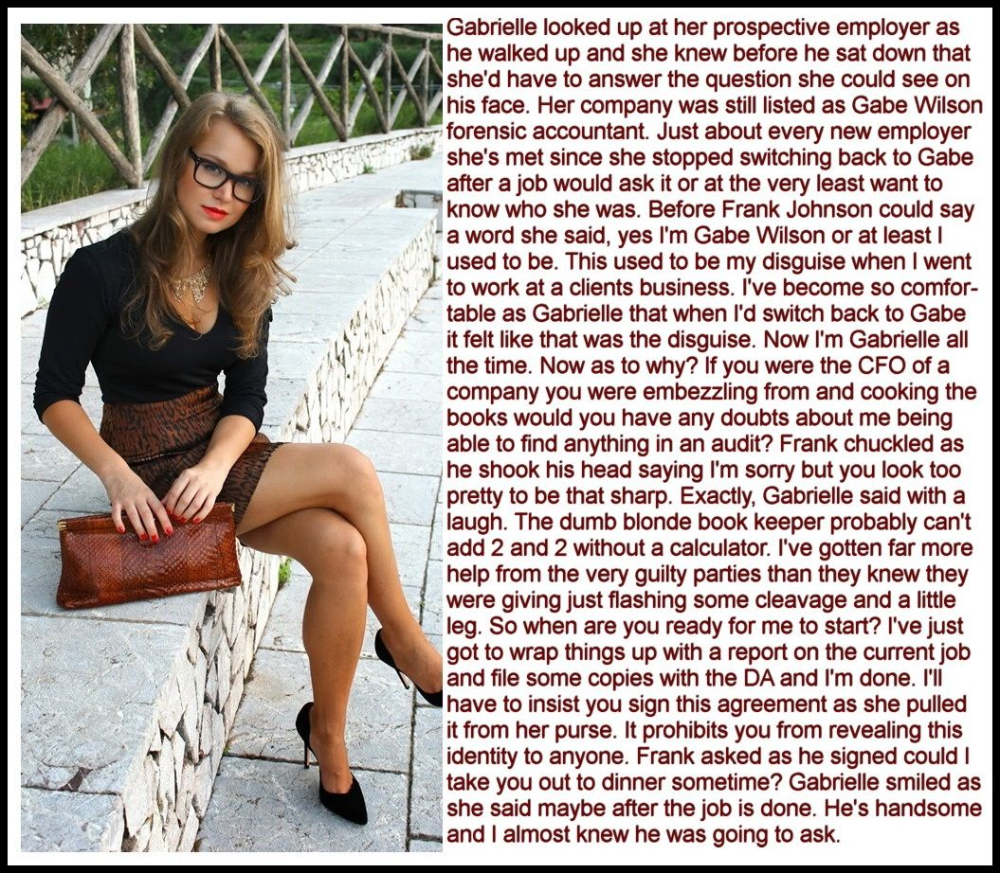 Gabrielle looked up at her prospective employer as
he walked up and she knew before he sat down that
she'd have to answer the question she could see on
his face. Her company was still listed as Gabe Wilson
forensic accountant. Just about every new employer
she's met since she stopped switching back to Gabe
after a job would ask it or at the very least want to
know who she was. Before Frank Johnson could say
a word she said, yes I'm Gabe Wilson or at least I
used to be. This used to be my disguise when I went
to work at a clients business. I've become so comfor-
table as Gabrielle that when I'd switch back to Gabe
it felt like that was the disguise. Now I'm Gabrielle all
the time. Now as to why? If you were the CFO of a
company you were embezzling from and cooking the
books would you have any doubts about me being
able to find anything in an audit? Frank chuckled as
he shook his head saying I'm sorry but you look too
pretty to be that sharp. Exactly, Gabrielle said with a
laugh. The dumb blonde book keeper probably can't
add 2 and 2 without a calculator. I've gotten far more
help from the very guilty parties than they knew they
were giving just flashing some cleavage and a little
leg. So when are you ready for me to start? I've just
got to wrap things up with a report on the current job
and file some copies with the DA and I'm done. I'll
have to insist you sign this agreement as she pulled
it from her purse. It prohibits you from revealing this
identity to anyone. Frank asked as he signed could I
take you out to dinner sometime? Gabrielle smiled as
she said maybe after the job is done. He's handsome
and I almost knew he was going to ask.